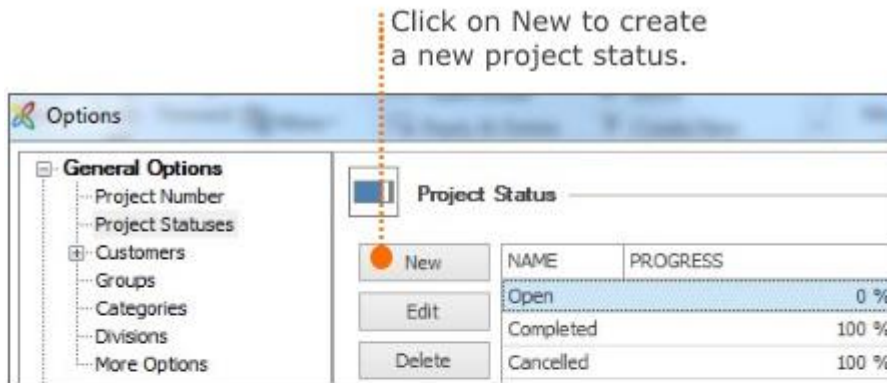 Click on New to create
a new project status.
Options
General Options
Project Number
Project Statuses
Customers
Groups
Categories
Divisions
More Options
Project Status
New
Edit
Delete
NAME PROGRESS
Open 0 %
Completed 100 %
Cancelled 100 %